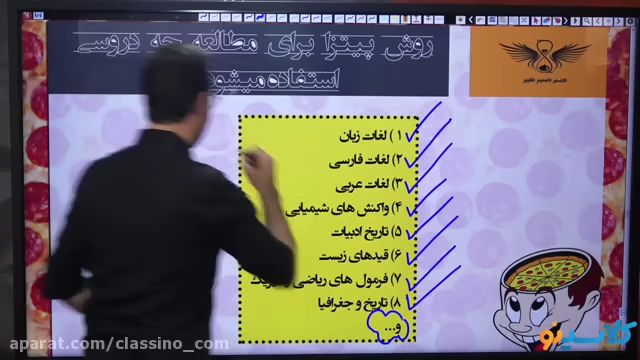 روش پیتزا برای مطالعه چه دروسی
استفاده میشود
۱) لغات زبان
۲) لغات فارسی
۳) لغات عربی
۴) واکنش های شیمیایی
۵) تاریخ ادبیات
۶) قیدهای زیست
۷) فرمول های ریاضی
۸) تاریخ و جغرافیا
و...
کلاسینو
aparat.com/classino_com